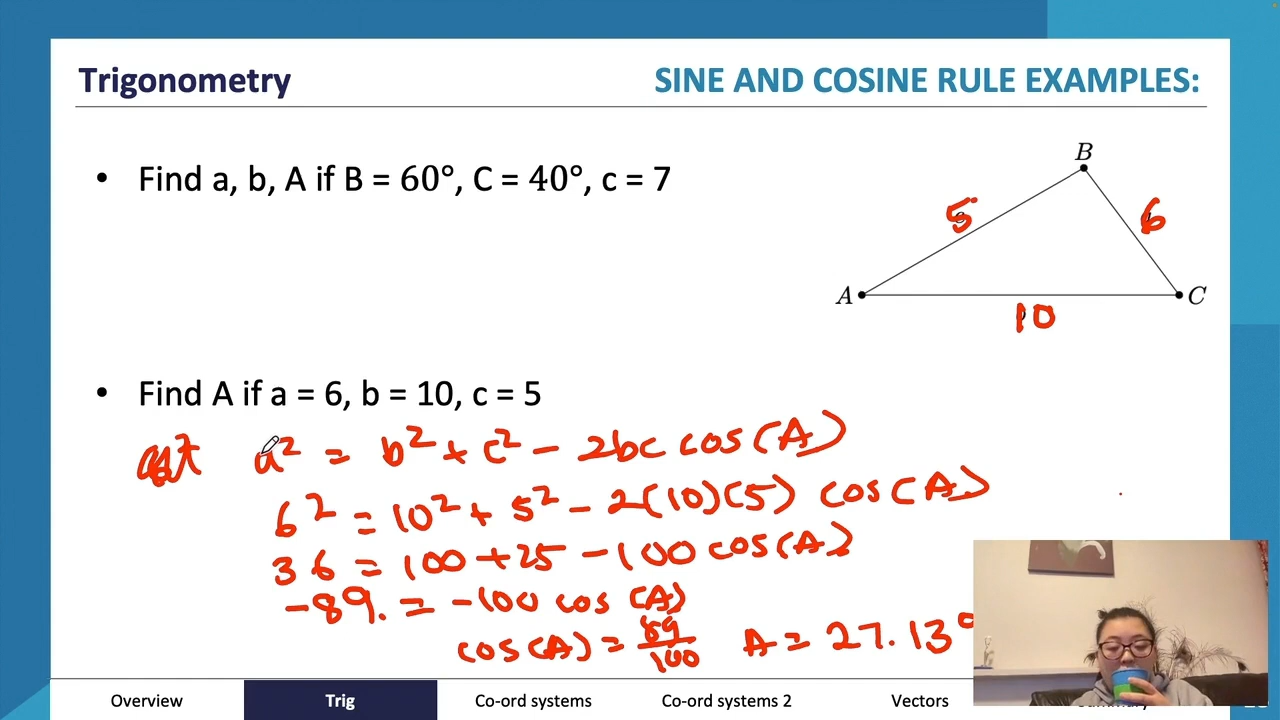 Trigonometry
SINE AND COSINE RULE EXAMPLES:
• Find a, b, A if B = 60°, C = 40°, c = 7
B
5
6
A
C
10
• Find A if a = 6, b = 10, c = 5
a² = b² + c² - 2bc cos(A)
6² = 10² + 5² - 2(10)(5) cos(A)
36 = 100 + 25 - 100 cos(A)
-89. = -100 cos (A)
cos(A) = 89/100 A = 27.13°
Overview Trig Co-ord systems Co-ord systems 2 Vectors